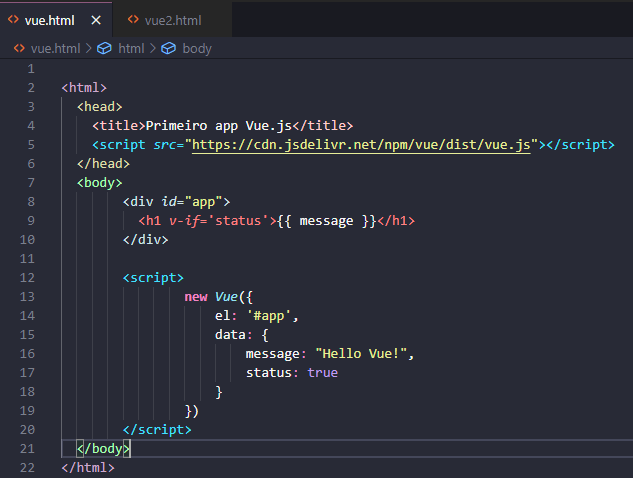 vue.html × vue2.html
vue.html > html > body
1
2 <html>
3 <head>
4 <title>Primeiro app Vue.js</title>
5 <script src="https://cdn.jsdelivr.net/npm/vue/dist/vue.js"></script>
6 </head>
7 <body>
8 <div id="app">
9 <h1 v-if='status'>{{ message }}</h1>
10 </div>
11
12 <script>
13 new Vue({
14 el: '#app',
15 data: {
16 message: "Hello Vue!",
17 status: true
18 }
19 })
20 </script>
21 </body>
22 </html>